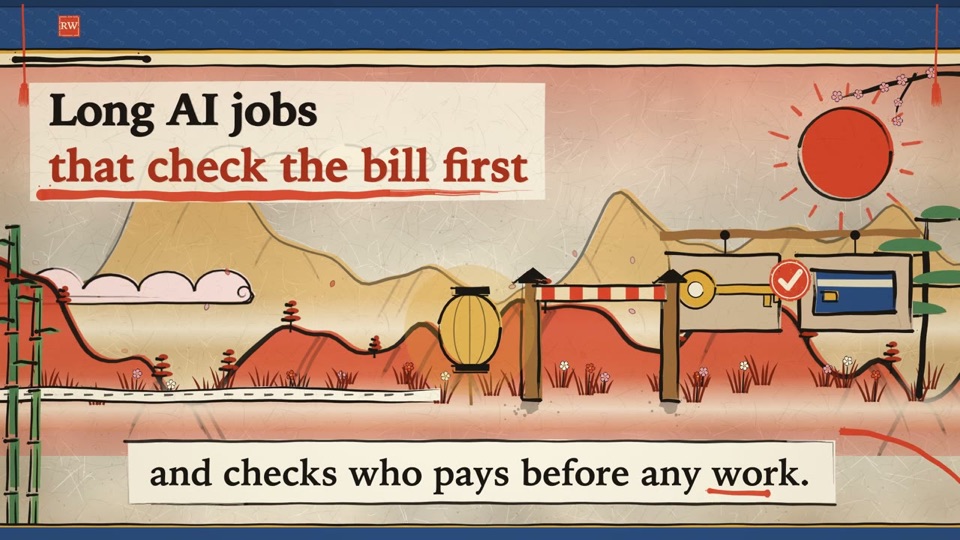 RW
Long AI jobs
that check the bill first
and checks who pays before any work.